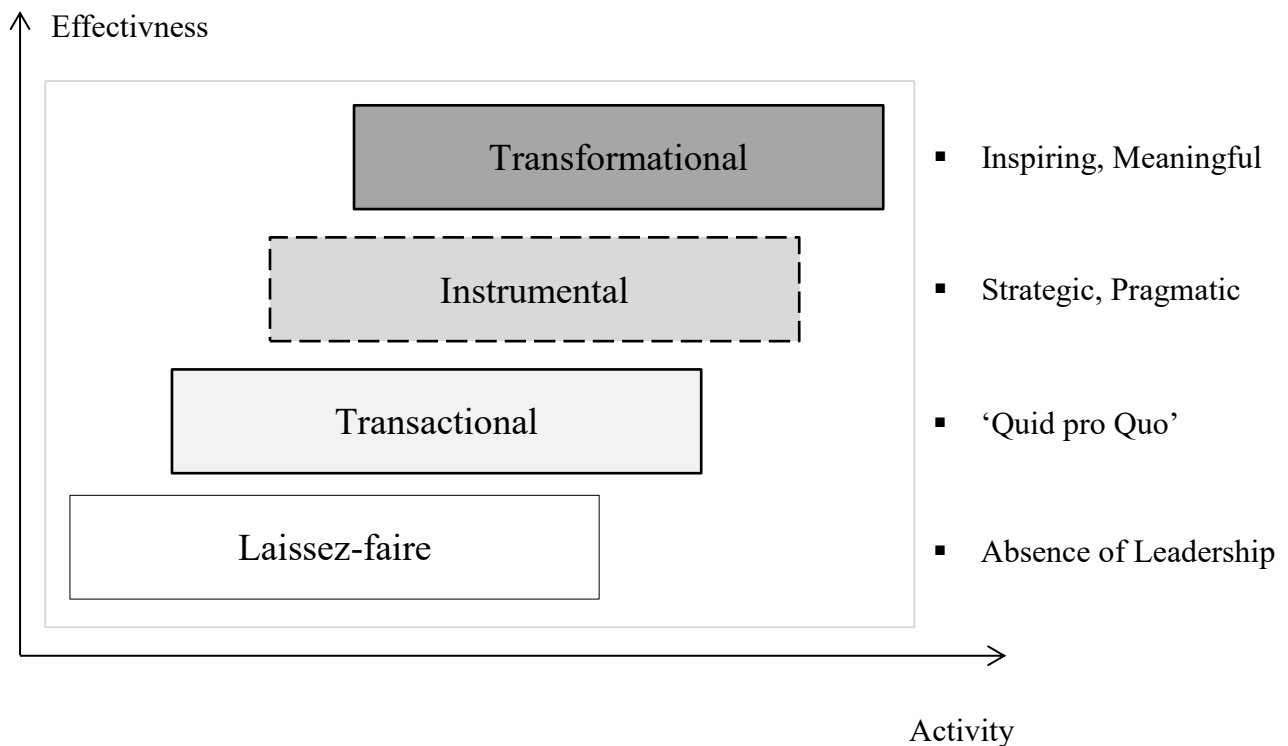 Effectivness
Transformational
▪ Inspiring, Meaningful
Instrumental
▪ Strategic, Pragmatic
Transactional
▪ ‘Quid pro Quo’
Laissez-faire
▪ Absence of Leadership
Activity